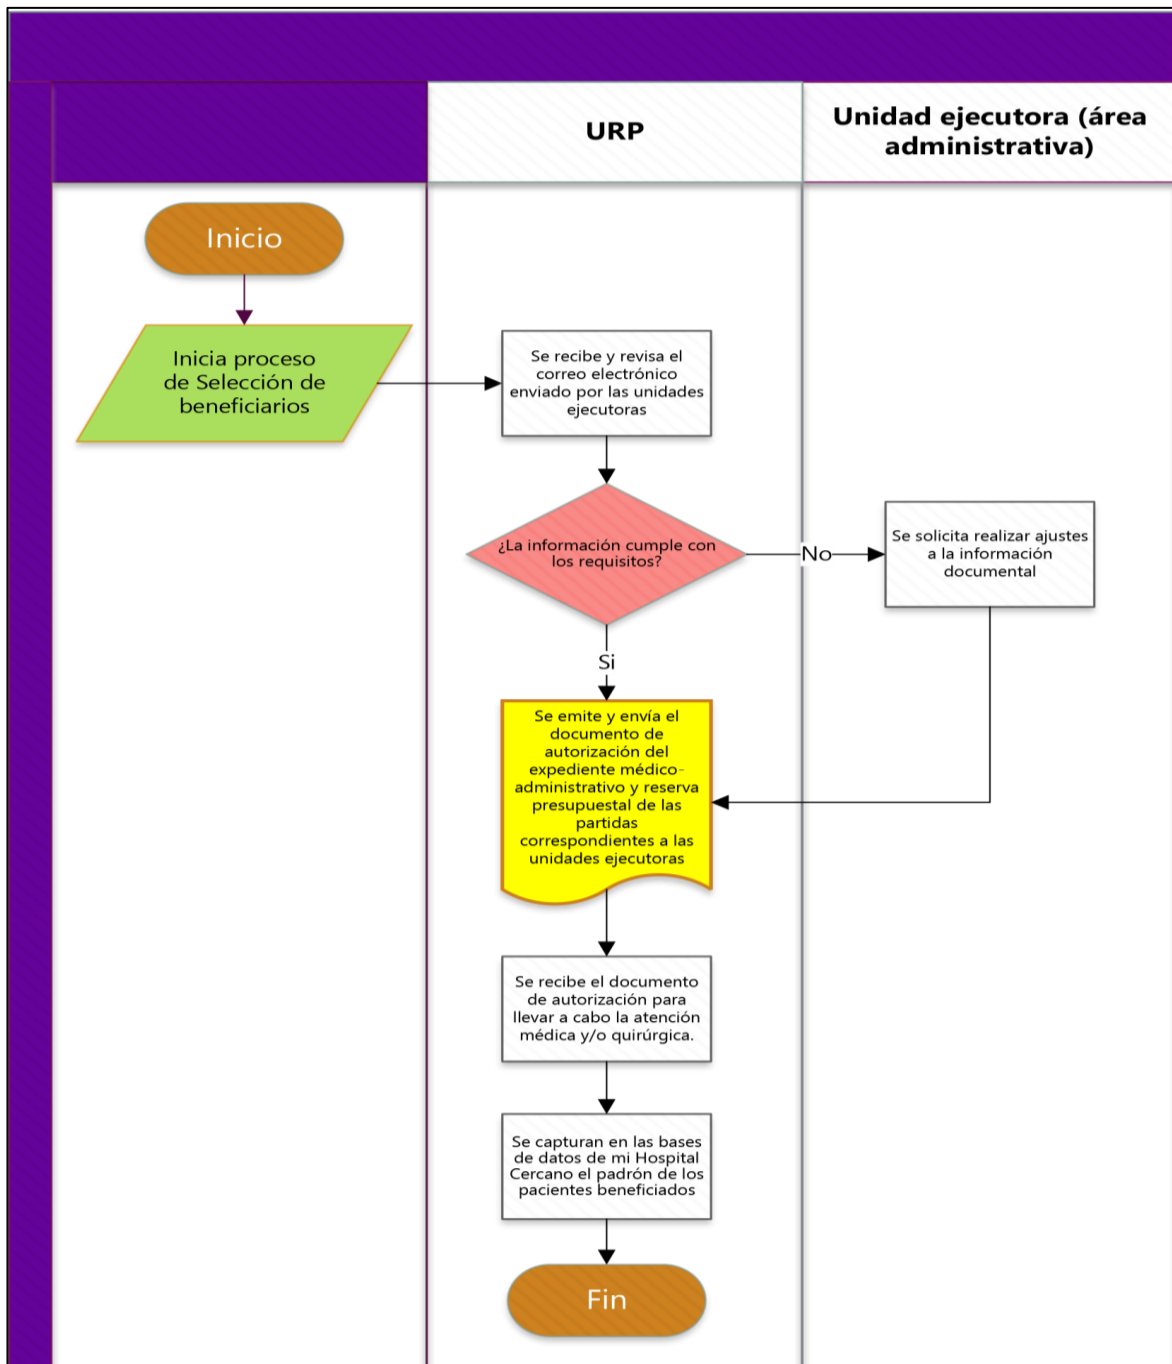 URP
Unidad ejecutora (área
administrativa)
Inicio
Inicia proceso
de Selección de
beneficiarios
Se recibe y revisa el
correo electrónico
enviado por las unidades
ejecutoras
¿La información cumple con
los requisitos?
No
Se solicita realizar ajustes
a la información
documental
Si
Se emite y envía el
documento de
autorización del
expediente médico-
administrativo y reserva
presupuestal de las
partidas
correspondientes a las
unidades ejecutoras
Se recibe el documento
de autorización para
llevar a cabo la atención
médica y/o quirúrgica.
Se capturan en las bases
de datos de mi Hospital
Cercano el padrón de los
pacientes beneficiados
Fin